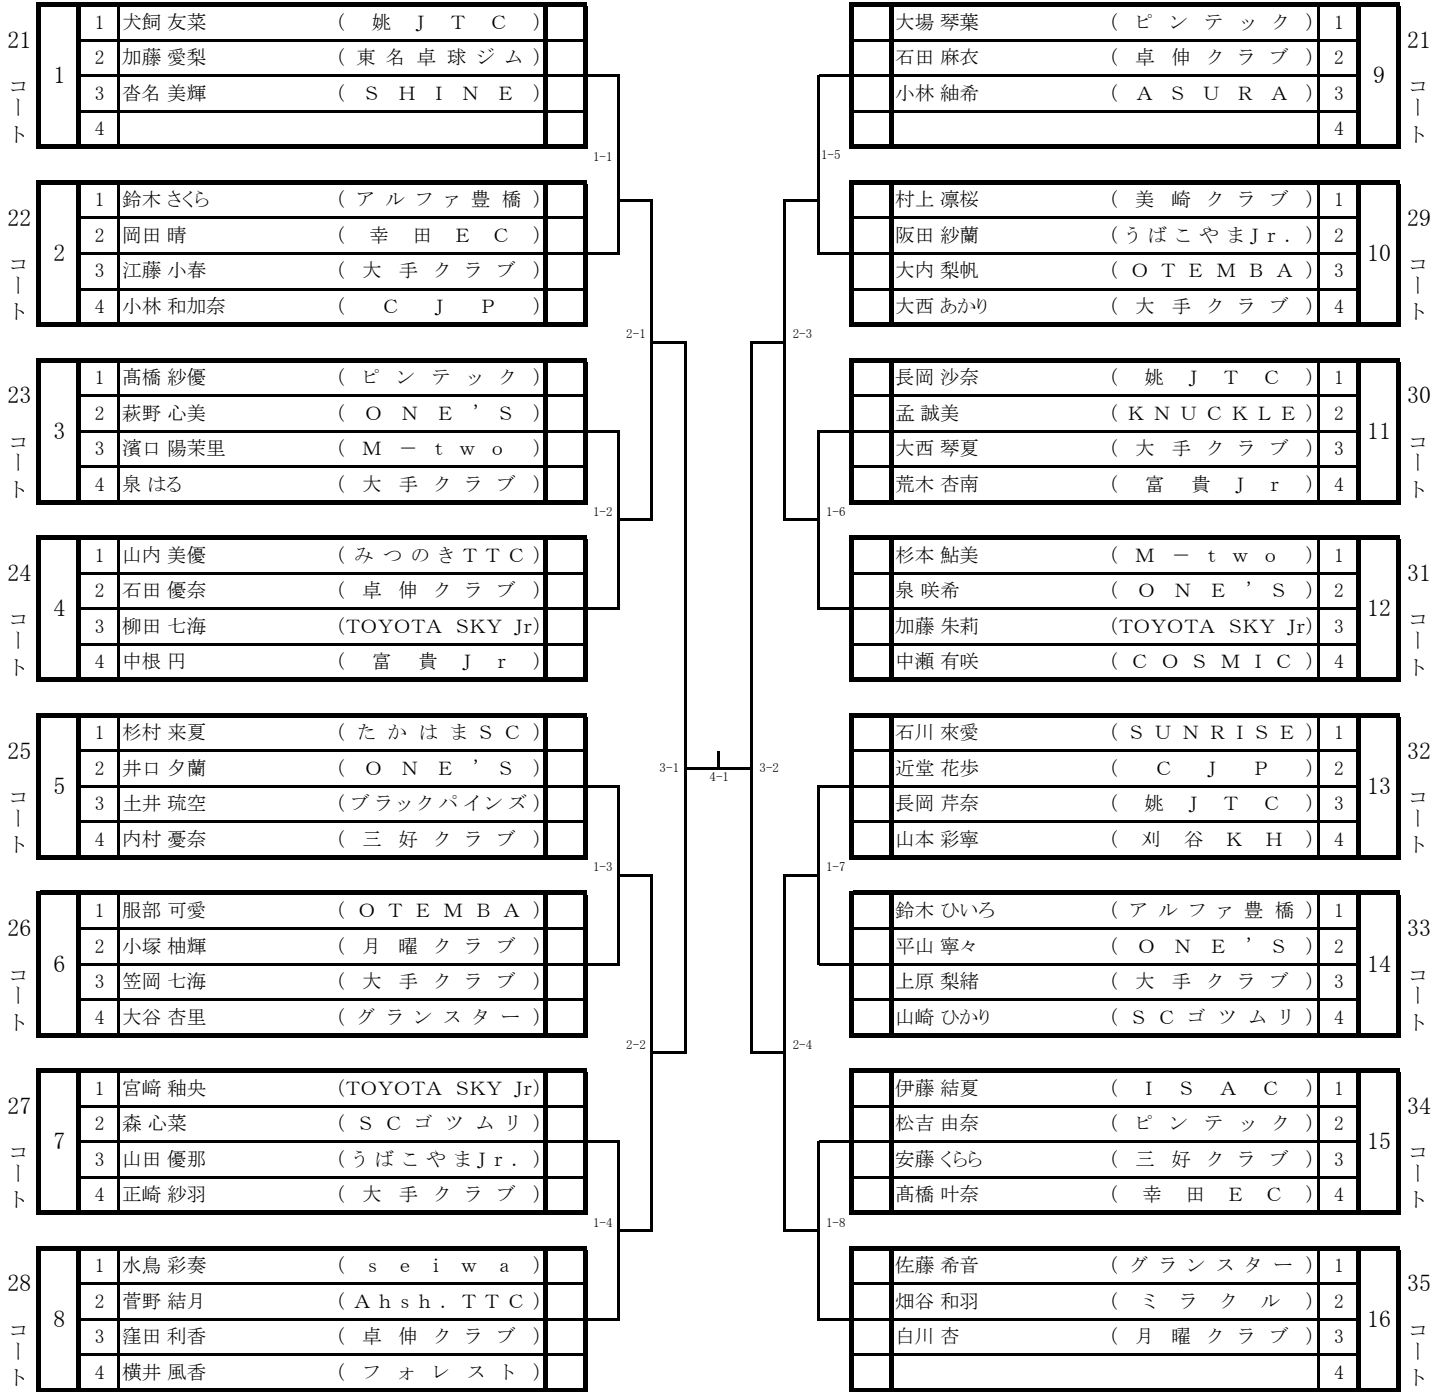 21コート
1
1 犬飼 友菜 (姚JTC)
2 加藤 愛梨 (東名卓球ジム)
3 沓名 美輝 (SHINE)
4
22コート
2
1 鈴木 さくら (アルファ豊橋)
2 岡田 晴 (幸田EC)
3 江藤 小春 (大手クラブ)
4 小林 和加奈 (CJP)
23コート
3
1 髙橋 紗優 (ピンテック)
2 萩野 心美 (ONE'S)
3 濱口 陽茉里 (M－two)
4 泉 はる (大手クラブ)
24コート
4
1 山内 美優 (みつのきTTC)
2 石田 優奈 (卓伸クラブ)
3 柳田 七海 (TOYOTA SKY Jr)
4 中根 円 (富貴Jr)
25コート
5
1 杉村 来夏 (たかはまSC)
2 井口 夕蘭 (ONE'S)
3 土井 琉空 (ブラックパインズ)
4 内村 憂奈 (三好クラブ)
26コート
6
1 服部 可愛 (OTEMBA)
2 小塚 柚輝 (月曜クラブ)
3 笠岡 七海 (大手クラブ)
4 大谷 杏里 (グランスター)
27コート
7
1 宮﨑 釉央 (TOYOTA SKY Jr)
2 森 心菜 (SCゴツムリ)
3 山田 優那 (うばこやまJr.)
4 正崎 紗羽 (大手クラブ)
28コート
8
1 水鳥 彩奏 (seiwa)
2 菅野 結月 (Ahsh.TTC)
3 窪田 利香 (卓伸クラブ)
4 横井 風香 (フォレスト)
1-1
1-2
1-3
1-4
2-1
2-2
3-1
4-1
3-2
2-3
2-4
1-5
1-6
1-7
1-8
大場 琴葉 (ピンテック) 1
石田 麻衣 (卓伸クラブ) 2
小林 紬希 (ASURA) 3
4
9
21コート
村上 凛桜 (美崎クラブ) 1
阪田 紗蘭 (うばこやまJr.) 2
大内 梨帆 (OTEMBA) 3
大西 あかり (大手クラブ) 4
10
29コート
長岡 沙奈 (姚JTC) 1
孟 誠美 (KNUCKLE) 2
大西 琴夏 (大手クラブ) 3
荒木 杏南 (富貴Jr) 4
11
30コート
杉本 鮎美 (M－two) 1
泉 咲希 (ONE'S) 2
加藤 朱莉 (TOYOTA SKY Jr) 3
中瀬 有咲 (COSMIC) 4
12
31コート
石川 來愛 (SUNRISE) 1
近堂 花歩 (CJP) 2
長岡 芹奈 (姚JTC) 3
山本 彩寧 (刈谷KH) 4
13
32コート
鈴木 ひいろ (アルファ豊橋) 1
平山 寧々 (ONE'S) 2
上原 梨緒 (大手クラブ) 3
山崎 ひかり (SCゴツムリ) 4
14
33コート
伊藤 結夏 (ISAC) 1
松吉 由奈 (ピンテック) 2
安藤 くらら (三好クラブ) 3
髙橋 叶奈 (幸田EC) 4
15
34コート
佐藤 希音 (グランスター) 1
畑谷 和羽 (ミラクル) 2
白川 杏 (月曜クラブ) 3
4
16
35コート